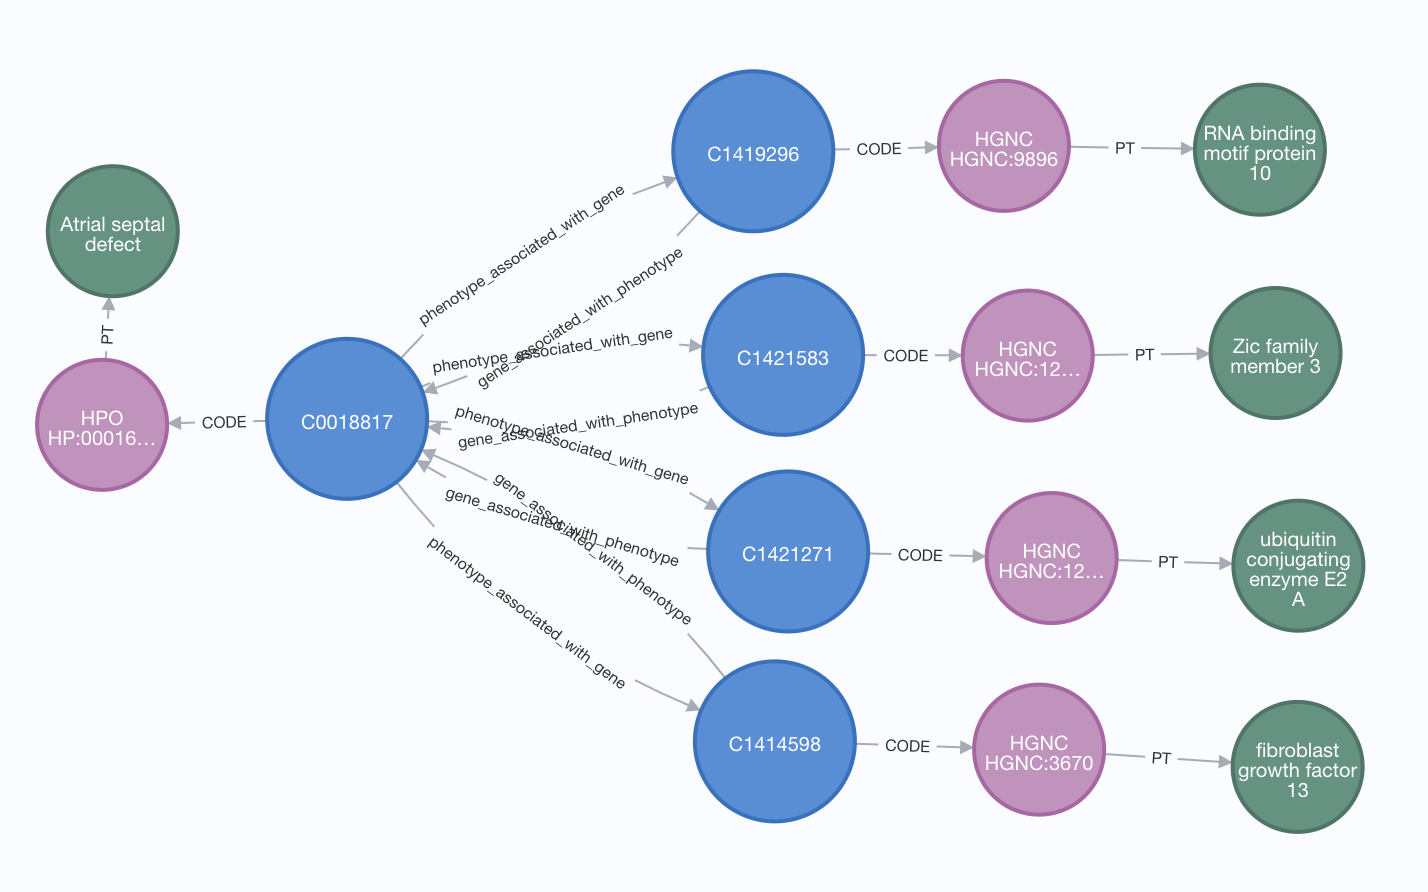 Atrial septal
defect
PT
HPO
HP:00016...
CODE
C0018817
phenotype_associated_with_gene
gene_associated_with_phenotype
C1419296
CODE
HGNC
HGNC:9896
PT
RNA binding
motif protein
10
phenotype_associated_with_gene
gene_associated_with_phenotype
C1421583
CODE
HGNC
HGNC:12...
PT
Zic family
member 3
phenotype_associated_with_gene
gene_associated_with_phenotype
C1421271
CODE
HGNC
HGNC:12...
PT
ubiquitin
conjugating
enzyme E2
A
gene_associated_with_phenotype
phenotype_associated_with_gene
C1414598
CODE
HGNC
HGNC:3670
PT
fibroblast
growth factor
13